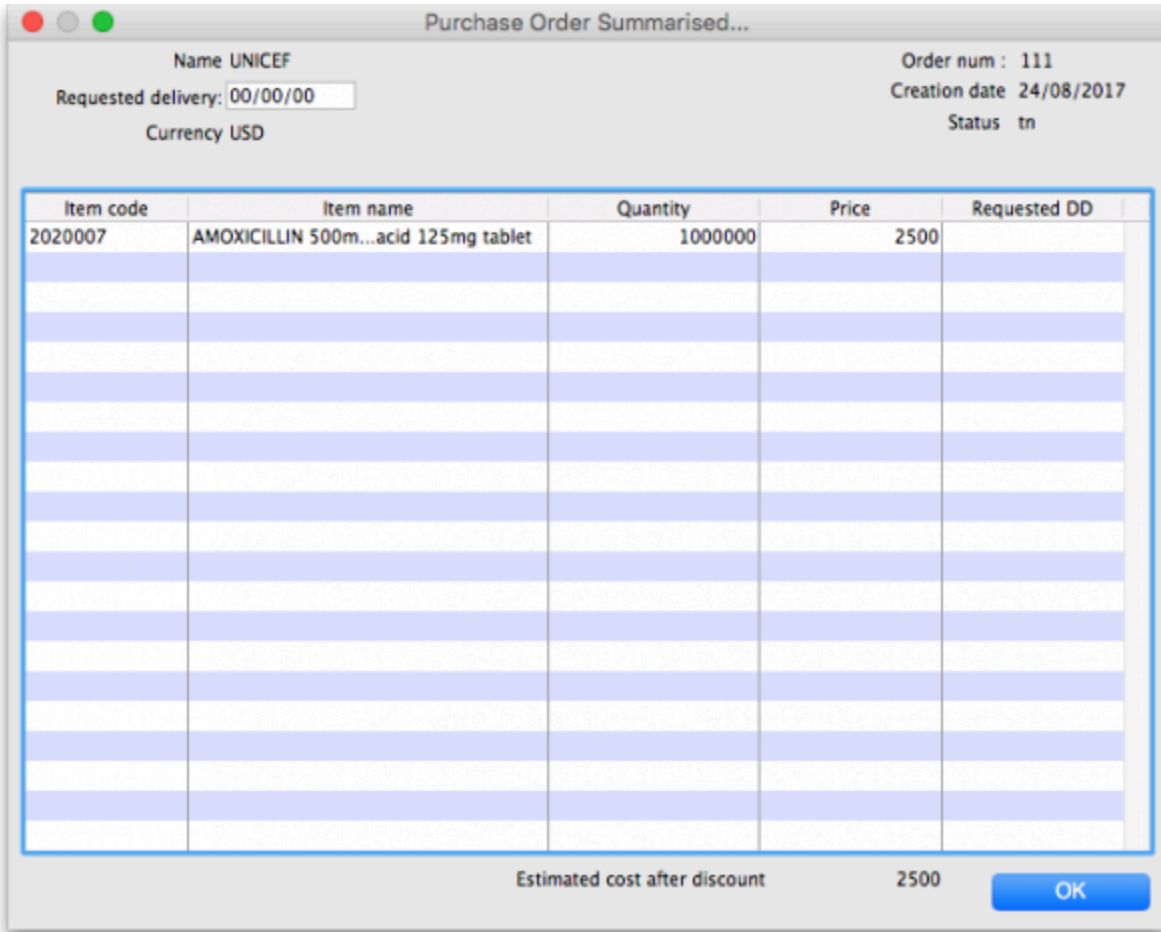 Purchase Order Summarised...
Name UNICEF
Order num : 111
Requested delivery: 00/00/00
Creation date 24/08/2017
Currency USD
Status tn
Item code Item name Quantity Price Requested DD
2020007 AMOXICILLIN 500m...acid 125mg tablet 1000000 2500
Estimated cost after discount 2500
OK